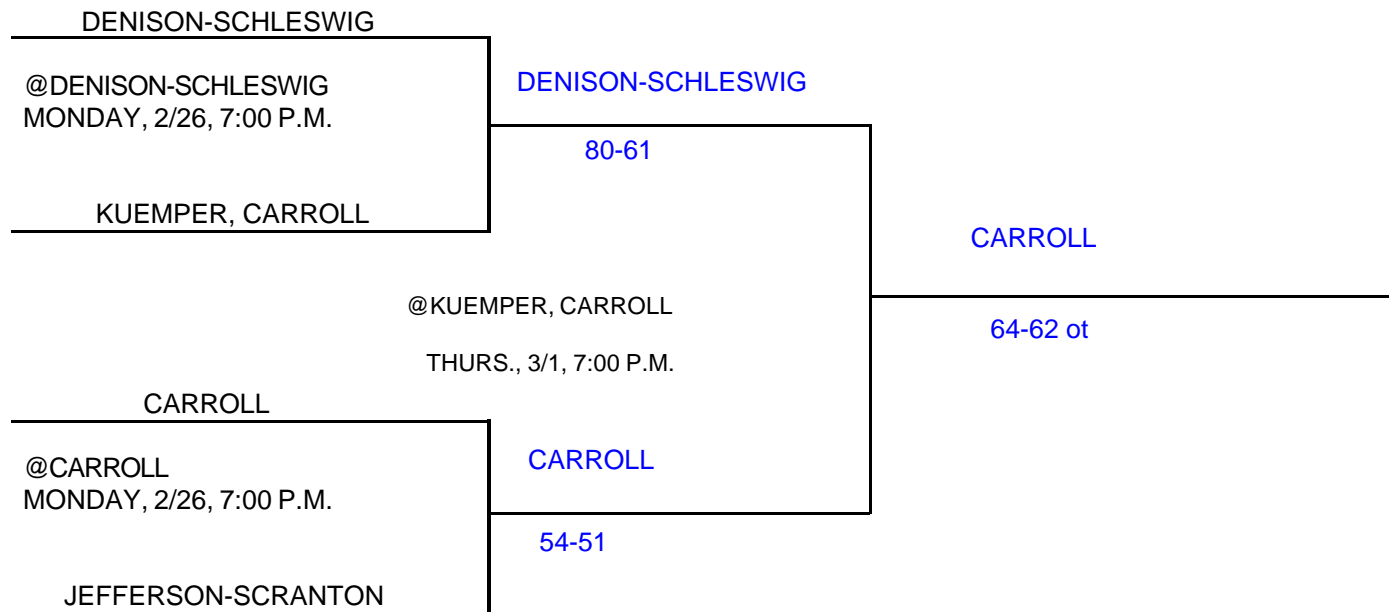 DENISON-SCHLESWIG
@DENISON-SCHLESWIG
MONDAY, 2/26, 7:00 P.M.
DENISON-SCHLESWIG
80-61
KUEMPER, CARROLL
CARROLL
@KUEMPER, CARROLL
64-62 ot
THURS., 3/1, 7:00 P.M.
CARROLL
@CARROLL
MONDAY, 2/26, 7:00 P.M.
CARROLL
54-51
JEFFERSON-SCRANTON